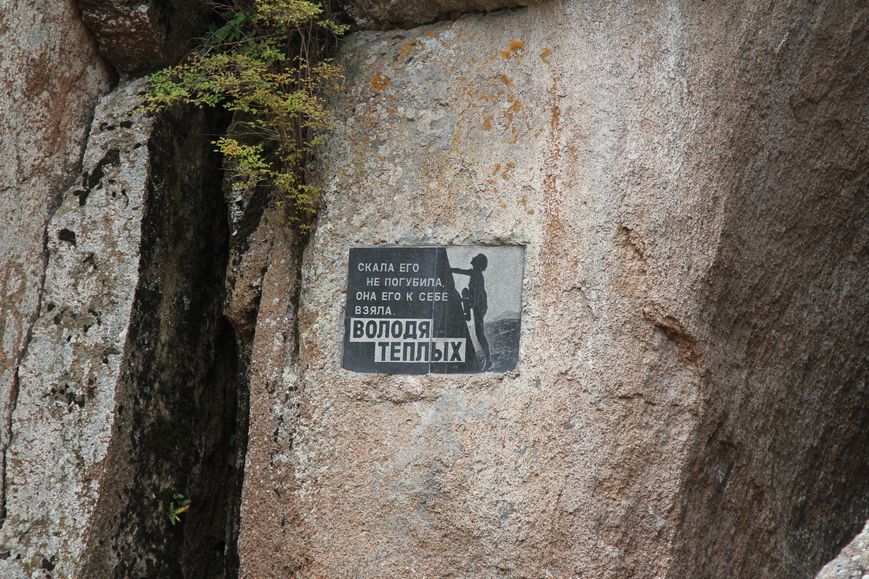 СКАЛА ЕГО
НЕ ПОГУБИЛА,
ОНА ЕГО К СЕБЕ
ВЗЯЛА.
ВОЛОДЯ
ТЕПЛЫХ